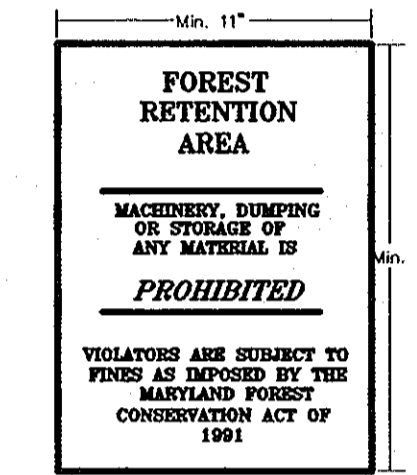 Min. 11"
FOREST
RETENTION
AREA
MACHINERY, DUMPING
OR STORAGE OF
ANY MATERIAL IS
Min.
PROHIBITED
VIOLATORS ARE SUBJECT TO
FINES AS IMPOSED BY THE
MARYLAND FOREST
CONSERVATION ACT OF
1991